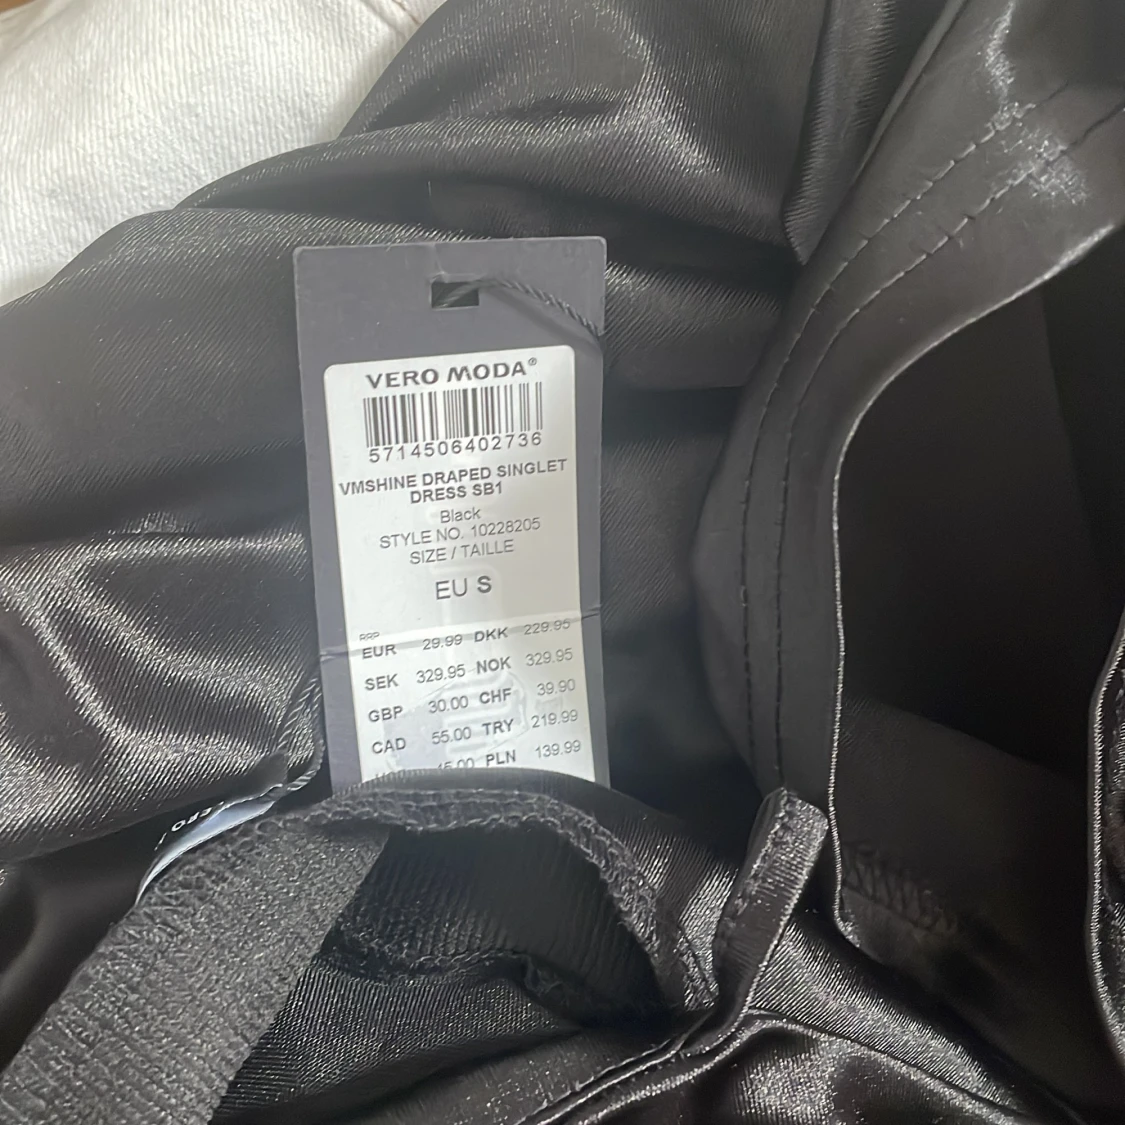 VERO MODA®
5714506402736
VMSHINE DRAPED SINGLET
DRESS SB1
Black
STYLE NO. 10228205
SIZE / TAILLE
EU S
RRP
EUR 29.99 DKK 229.95
SEK 329.95 NOK 329.95
GBP 30.00 CHF 39.90
CAD 55.00 TRY 219.99
PLN 139.99